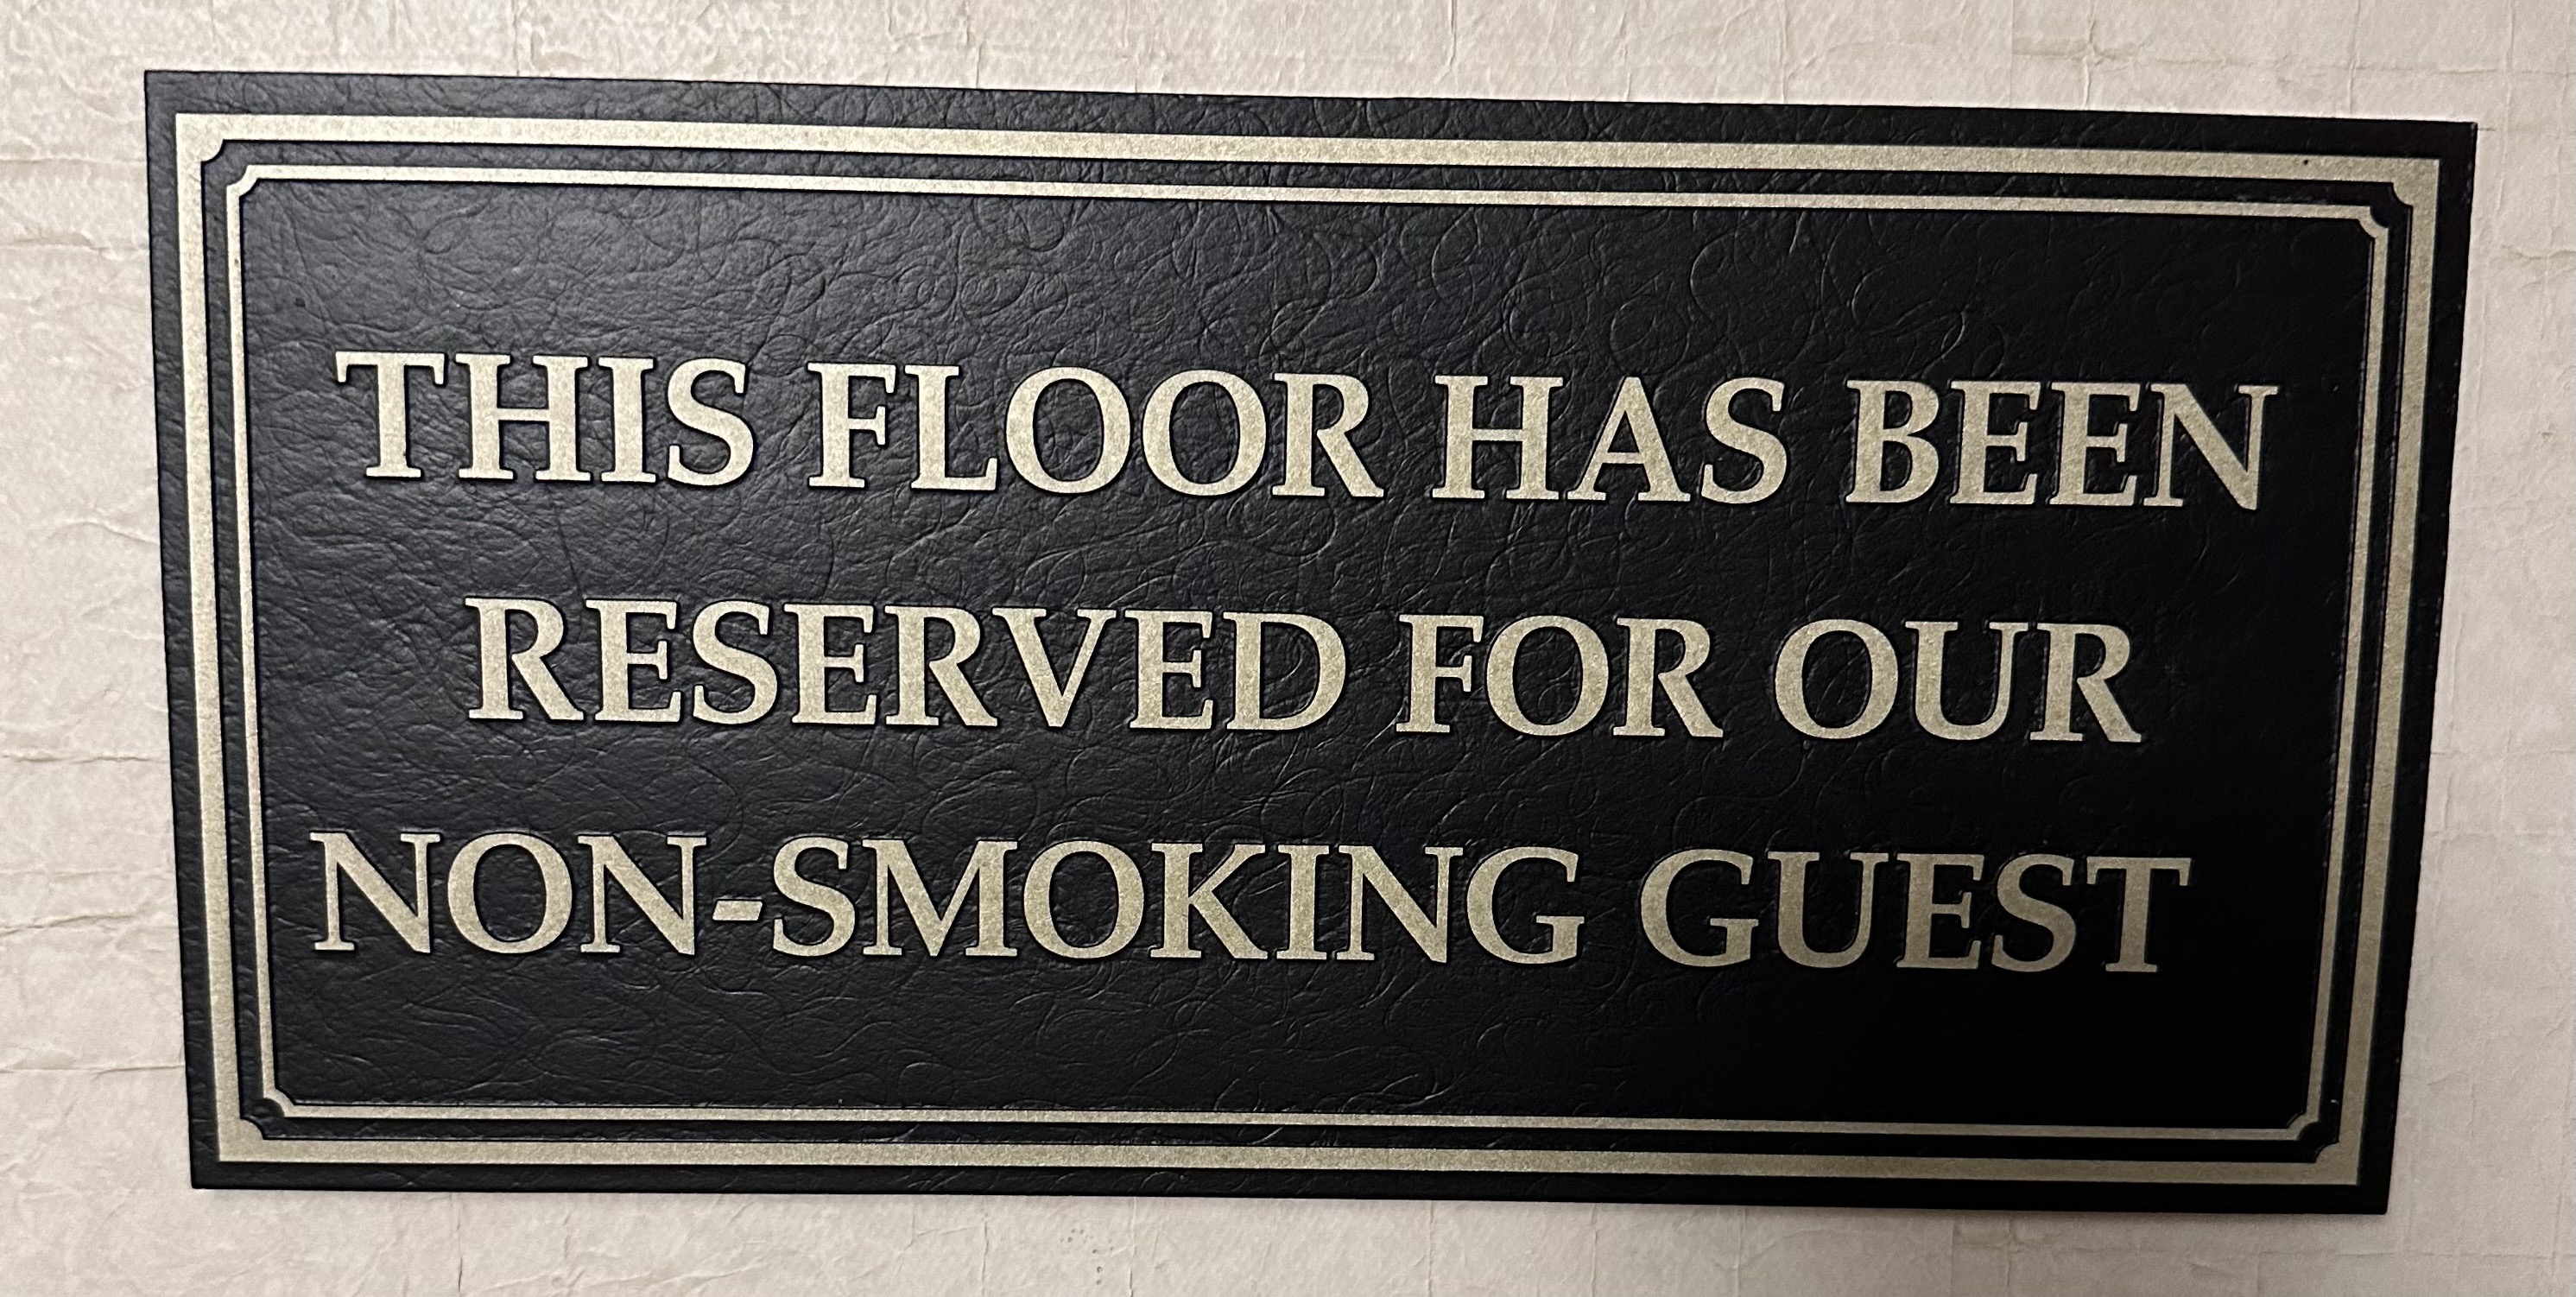 THIS FLOOR HAS BEEN
RESERVED FOR OUR
NON-SMOKING GUEST